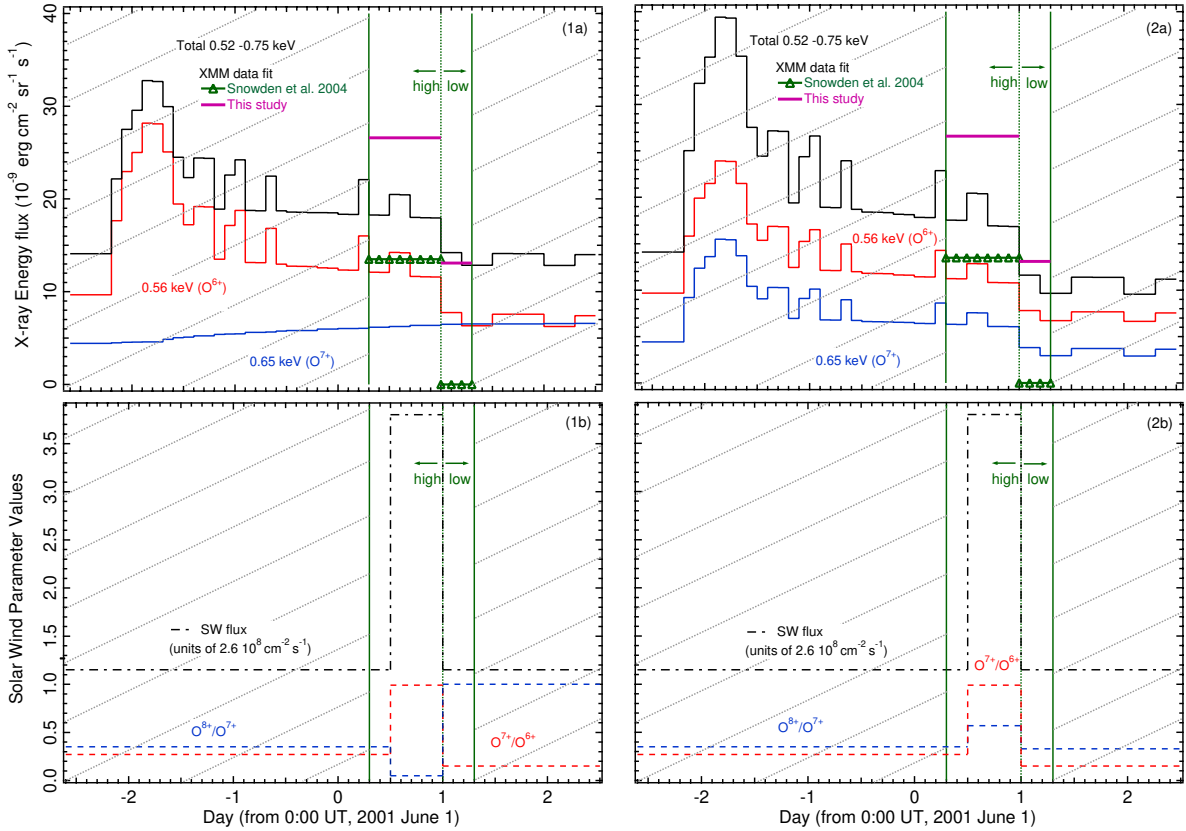 X-ray Energy flux (10⁻⁹ erg cm⁻² sr⁻¹ s⁻¹)
40
30
20
10
0
(1a)
Total 0.52 -0.75 keV
XMM data fit
Snowden et al. 2004
This study
high low
0.56 keV (O⁶⁺)
0.65 keV (O⁷⁺)
(2a)
Total 0.52 -0.75 keV
XMM data fit
Snowden et al. 2004
This study
high low
0.56 keV (O⁶⁺)
0.65 keV (O⁷⁺)
Solar Wind Parameter Values
3.5
3.0
2.5
2.0
1.5
1.0
0.5
0.0
(1b)
high low
SW flux
(units of 2.6 10⁸ cm⁻² s⁻¹)
O⁸⁺/O⁷⁺
O⁷⁺/O⁶⁺
-2 -1 0 1 2
Day (from 0:00 UT, 2001 June 1)
(2b)
high low
SW flux
(units of 2.6 10⁸ cm⁻² s⁻¹)
O⁷⁺/O⁶⁺
O⁸⁺/O⁷⁺
-2 -1 0 1 2
Day (from 0:00 UT, 2001 June 1)